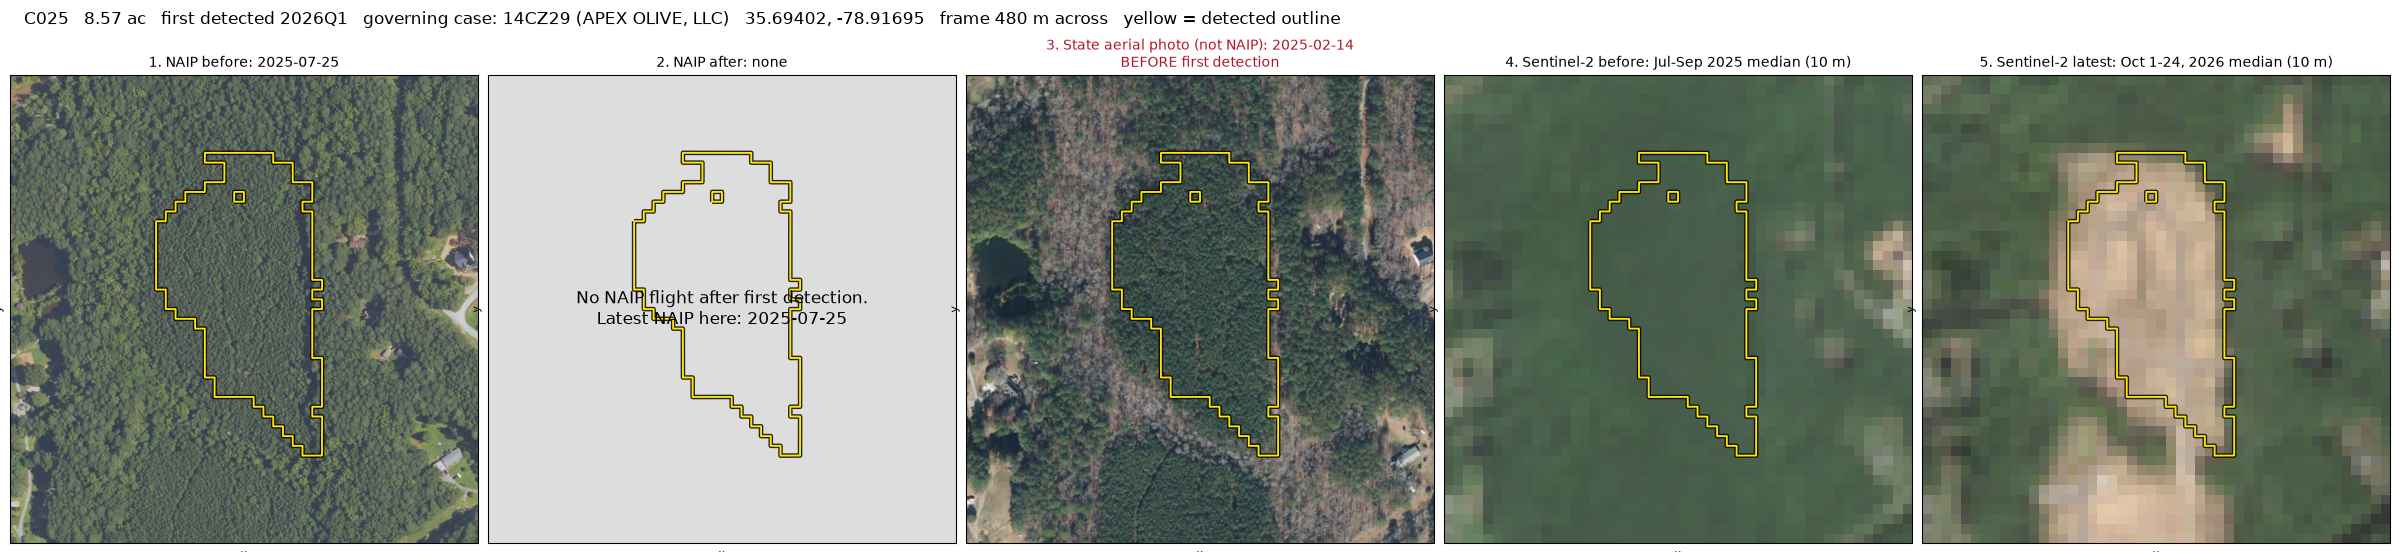 C025   8.57 ac   first detected 2026Q1   governing case: 14CZ29 (APEX OLIVE, LLC)   35.69402, -78.91695   frame 480 m across   yellow = detected outline
1. NAIP before: 2025-07-25
2. NAIP after: none
3. State aerial photo (not NAIP): 2025-02-14
BEFORE first detection
4. Sentinel-2 before: Jul-Sep 2025 median (10 m)
5. Sentinel-2 latest: Oct 1-24, 2026 median (10 m)
No NAIP flight after first detection.
Latest NAIP here: 2025-07-25